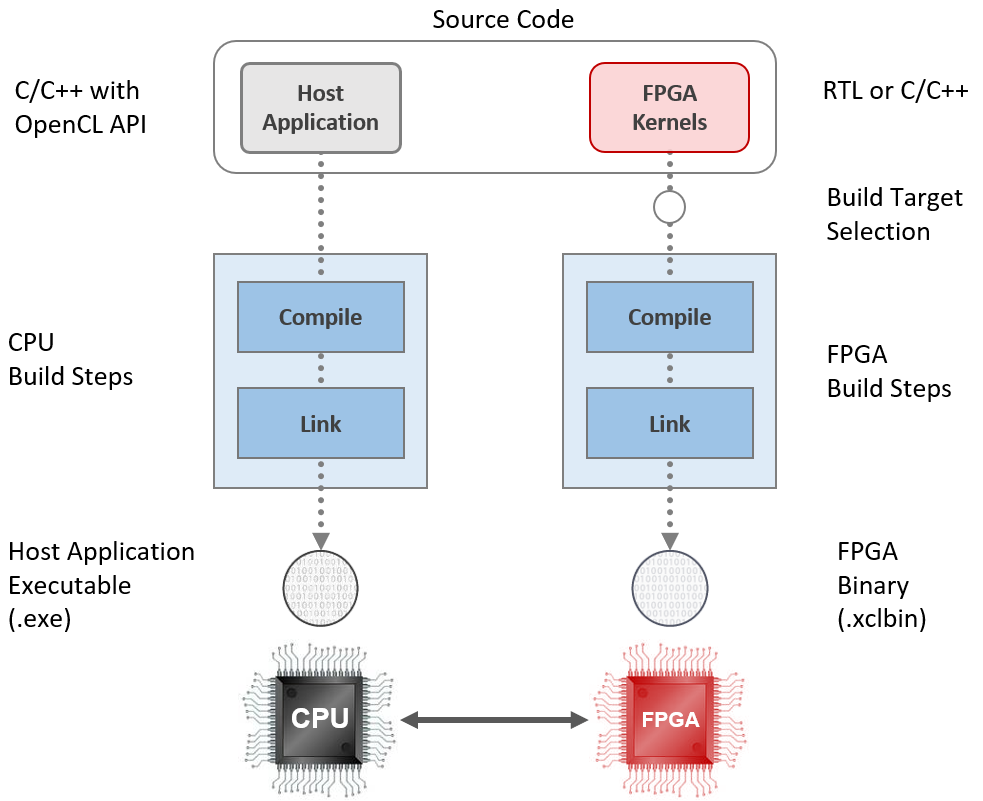 Source Code
C/C++ with
OpenCL API
Host
Application
FPGA
Kernels
RTL or C/C++
Build Target
Selection
CPU
Build Steps
Compile
Link
Compile
Link
FPGA
Build Steps
Host Application
Executable
(.exe)
FPGA
Binary
(.xclbin)
CPU
FPGA